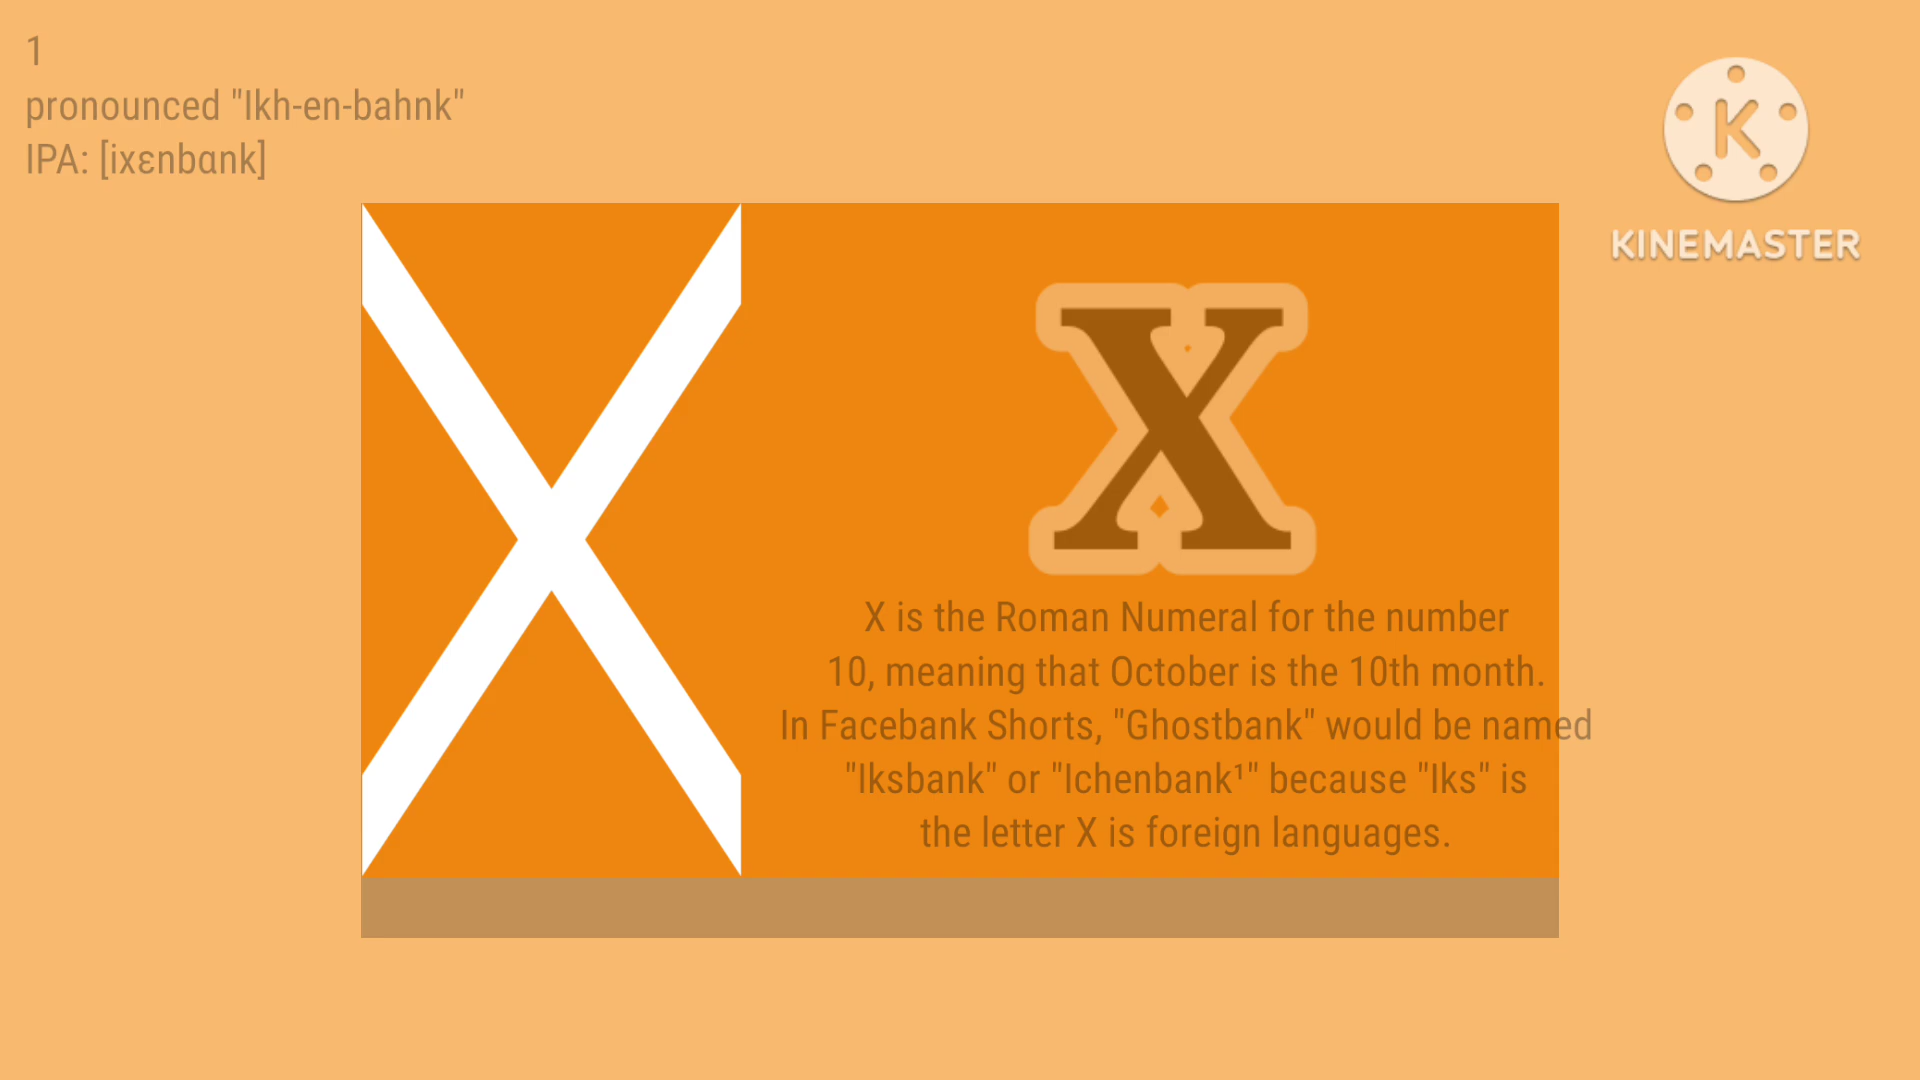 1
pronounced "Ikh-en-bahnk"
IPA: [ixɛnbɑnk]
K
KINEMASTER
X
X is the Roman Numeral for the number
10, meaning that October is the 10th month.
In Facebank Shorts, "Ghostbank" would be named
"Iksbank" or "Ichenbank¹" because "Iks" is
the letter X is foreign languages.